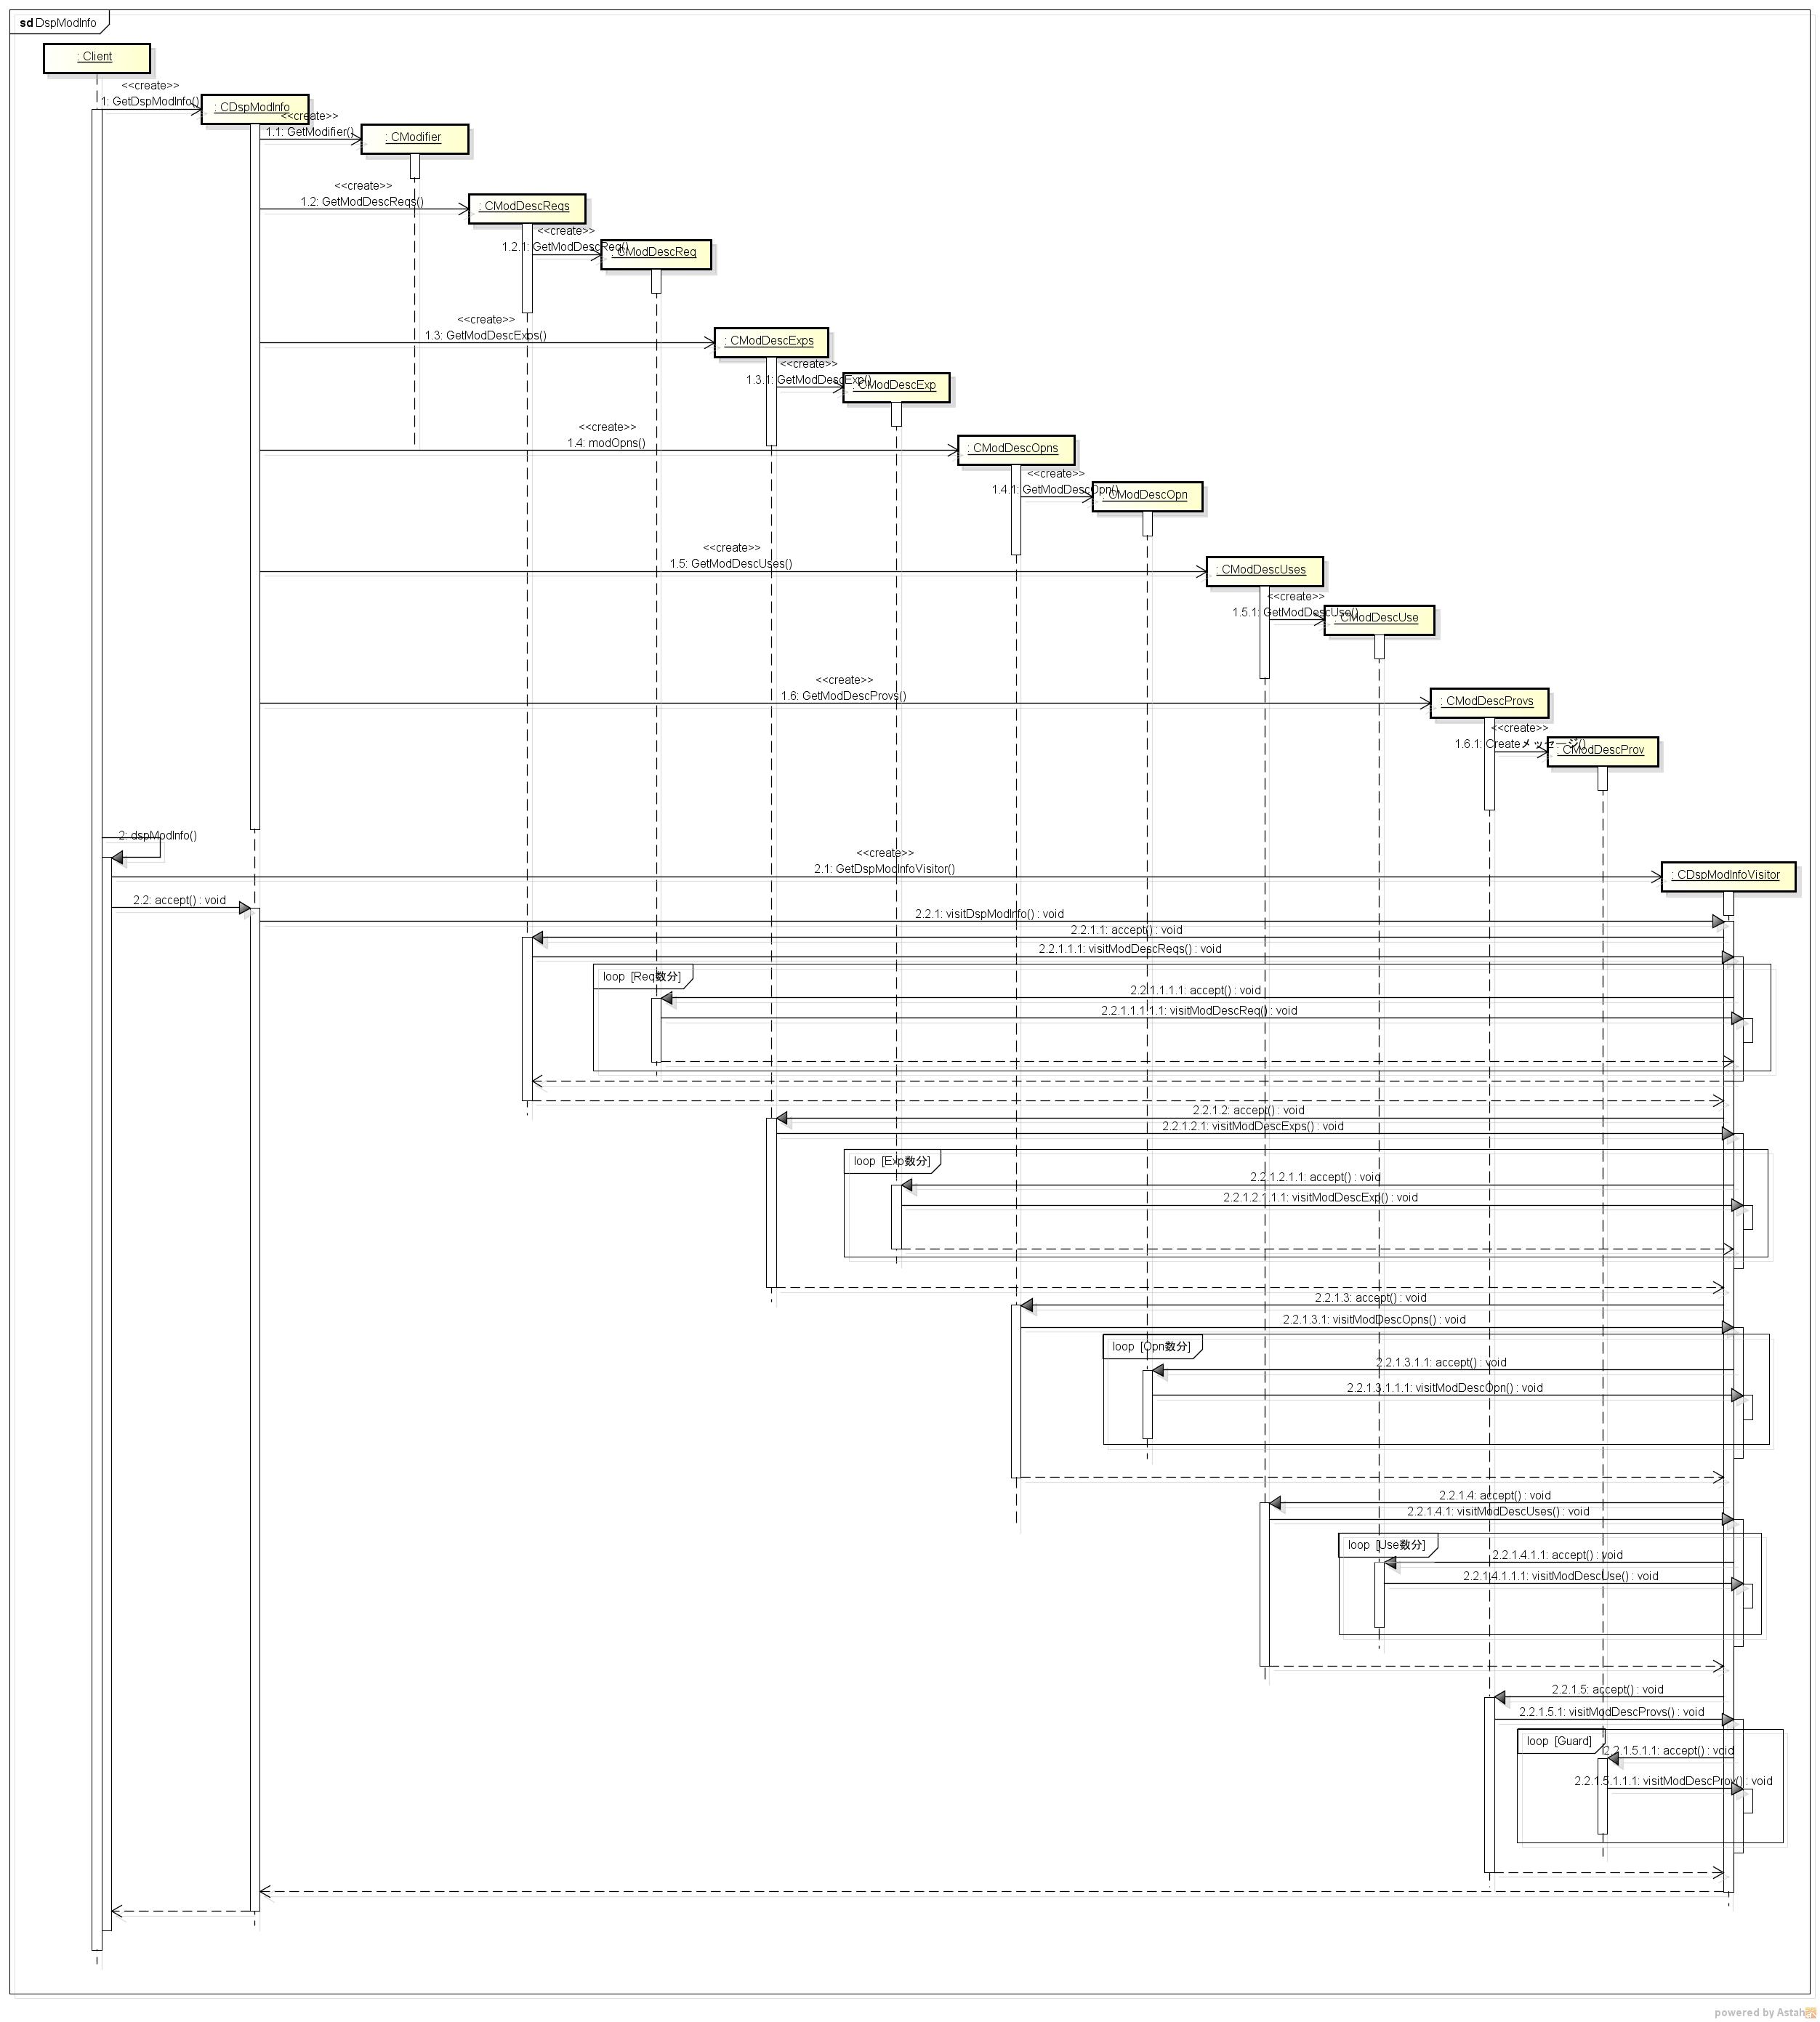 sd DspModInfo
: Client
<<create>>
1: GetDspModInfo()
: CDspModInfo
<<create>>
1.1: GetModifier()
: CModifier
<<create>>
1.2: GetModDescReqs()
: CModDescReqs
<<create>>
1.2.1: GetModDescReq()
: CModDescReq
<<create>>
1.3: GetModDescExps()
: CModDescExps
<<create>>
1.3.1: GetModDescExp()
: CModDescExp
<<create>>
1.4: modOpns()
: CModDescOpns
<<create>>
1.4.1: GetModDescOpn()
: CModDescOpn
<<create>>
1.5: GetModDescUses()
: CModDescUses
<<create>>
1.5.1: GetModDescUse()
: CModDescUse
<<create>>
1.6: GetModDescProvs()
: CModDescProvs
<<create>>
1.6.1: Createメッセージ()
: CModDescProv
2: dspModInfo()
<<create>>
2.1: GetDspModInfoVisitor()
: CDspModInfoVisitor
2.2: accept() : void
2.2.1: visitDspModInfo() : void
2.2.1.1: accept() : void
2.2.1.1.1: visitModDescReqs() : void
loop [Req数分]
2.2.1.1.1.1: accept() : void
2.2.1.1.1.1.1: visitModDescReq() : void
2.2.1.2: accept() : void
2.2.1.2.1: visitModDescExps() : void
loop [Exp数分]
2.2.1.2.1.1: accept() : void
2.2.1.2.1.1.1: visitModDescExp() : void
2.2.1.3: accept() : void
2.2.1.3.1: visitModDescOpns() : void
loop [Opn数分]
2.2.1.3.1.1: accept() : void
2.2.1.3.1.1.1: visitModDescOpn() : void
2.2.1.4: accept() : void
2.2.1.4.1: visitModDescUses() : void
loop [Use数分]
2.2.1.4.1.1: accept() : void
2.2.1.4.1.1.1: visitModDescUse() : void
2.2.1.5: accept() : void
2.2.1.5.1: visitModDescProvs() : void
loop [Guard]
2.2.1.5.1.1: accept() : void
2.2.1.5.1.1.1: visitModDescProv() : void
powered by Astah